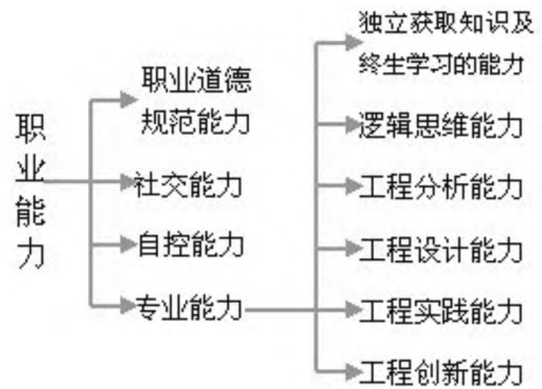 职业能力
职业道德
规范能力
社交能力
自控能力
专业能力
独立获取知识及
终生学习的能力
逻辑思维能力
工程分析能力
工程设计能力
工程实践能力
工程创新能力